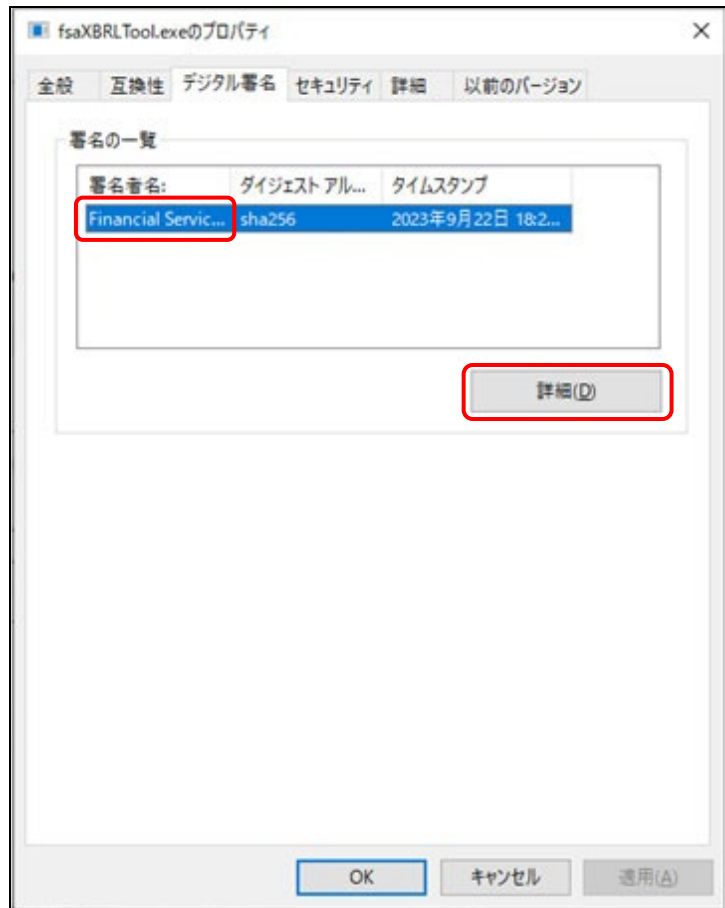 fsaXBRLTool.exeのプロパティ
全般 互換性 デジタル署名 セキュリティ 詳細 以前のバージョン
署名の一覧
署名者名: ダイジェスト アル... タイムスタンプ
Financial Servic... sha256 2023年9月22日 18:2...
詳細(D)
OK キャンセル 適用(A)